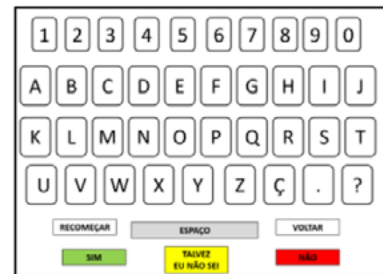 1 2 3 4 5 6 7 8 9 0
A B C D E F G H I J
K L M N O P Q R S T
U V W X Y Z Ç . ?
RECOMEÇAR ESPAÇO VOLTAR
SIM TALVEZ NÃO
EU NÃO SEI